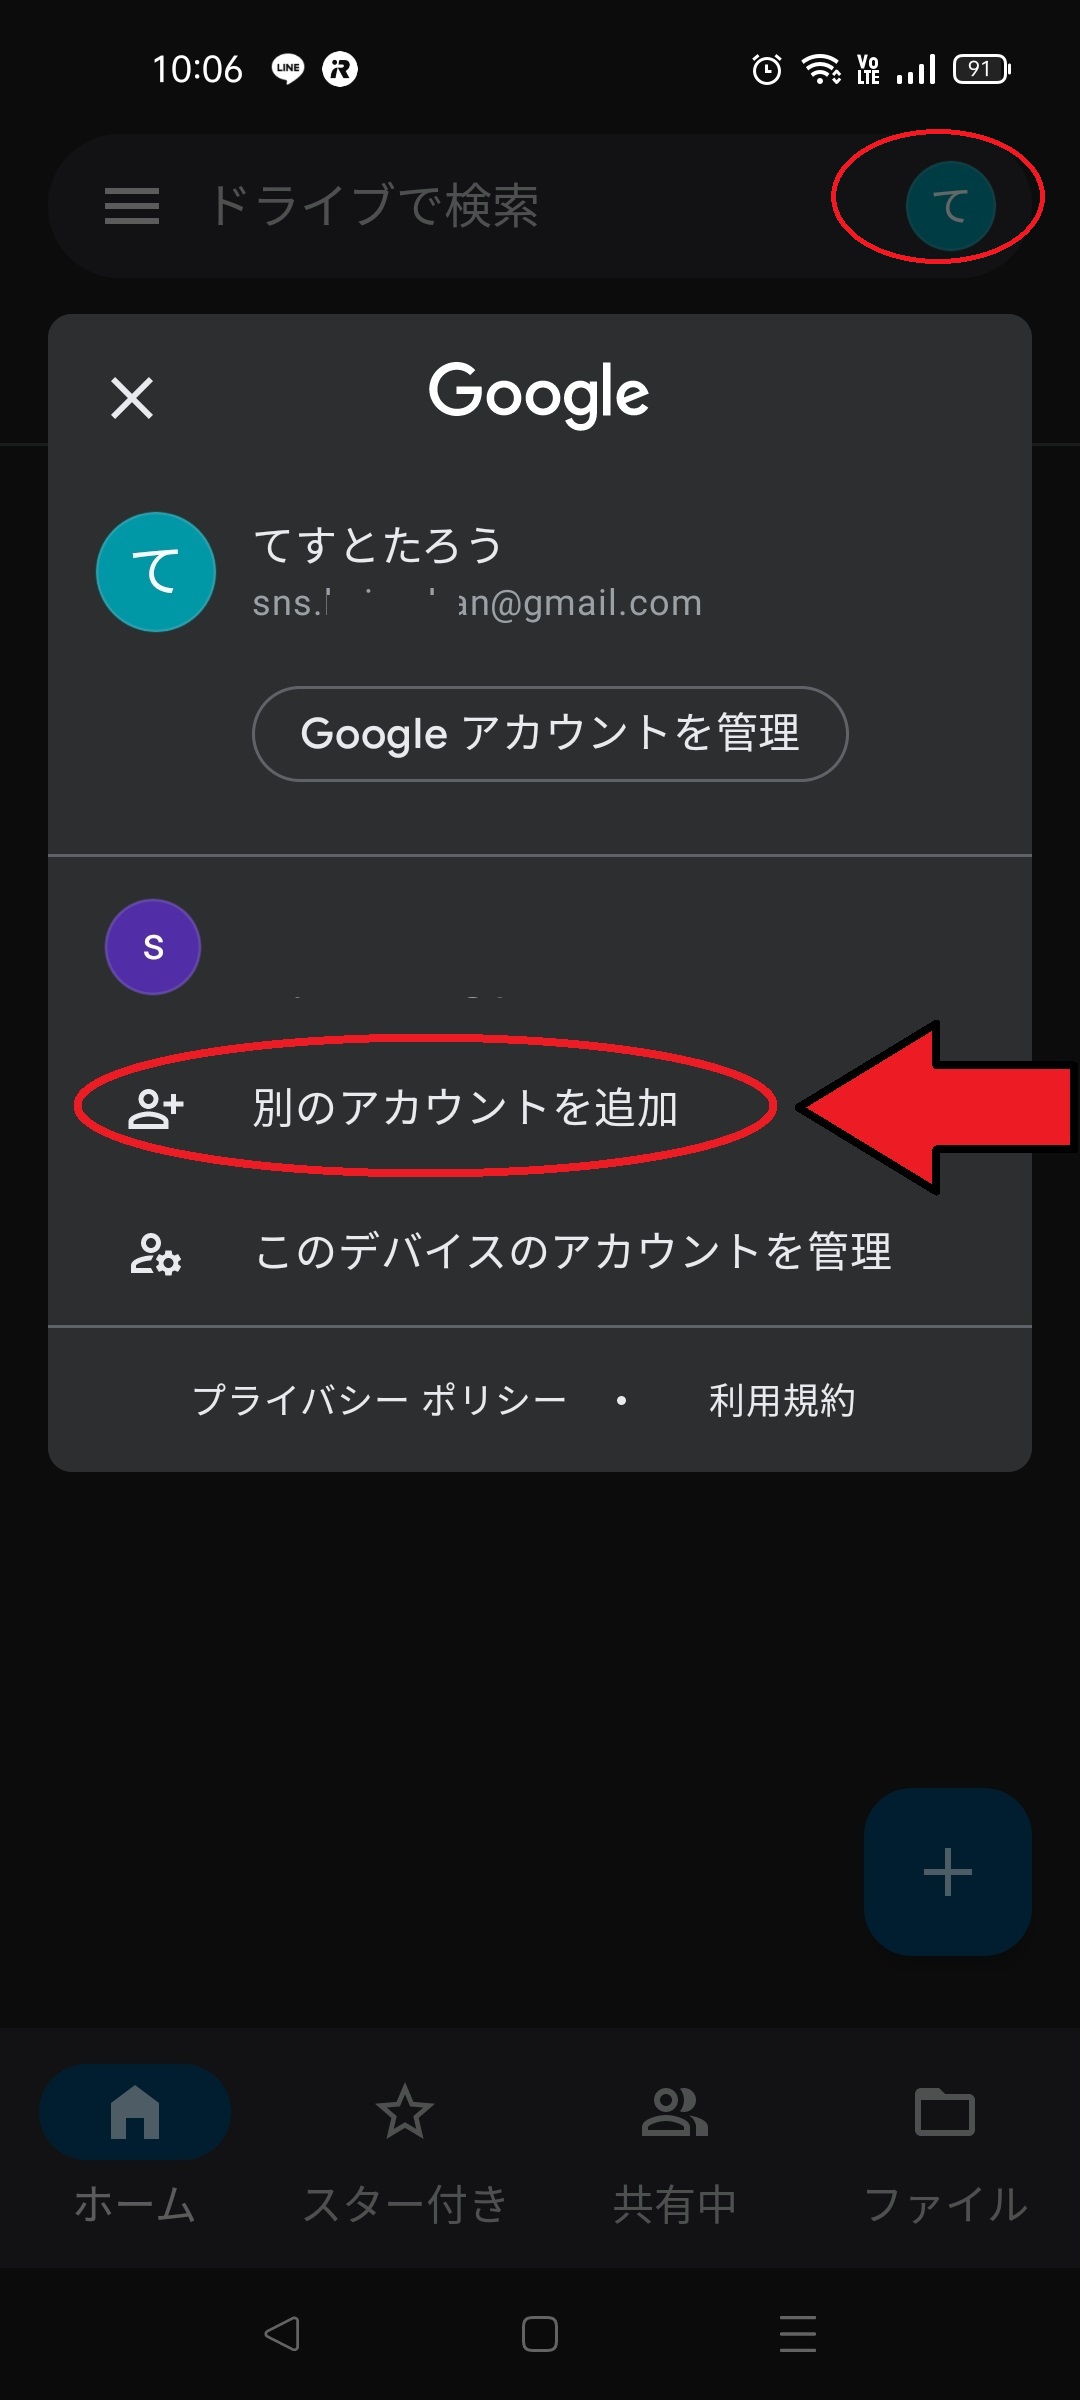 10:06 LINE R Vo LTE 91
ドライブで検索 て
Google
て てすとたろう
an@gmail.com
Google アカウントを管理
S
別のアカウントを追加
このデバイスのアカウントを管理
プライバシー ポリシー • 利用規約
ホーム スター付き 共有中 ファイル